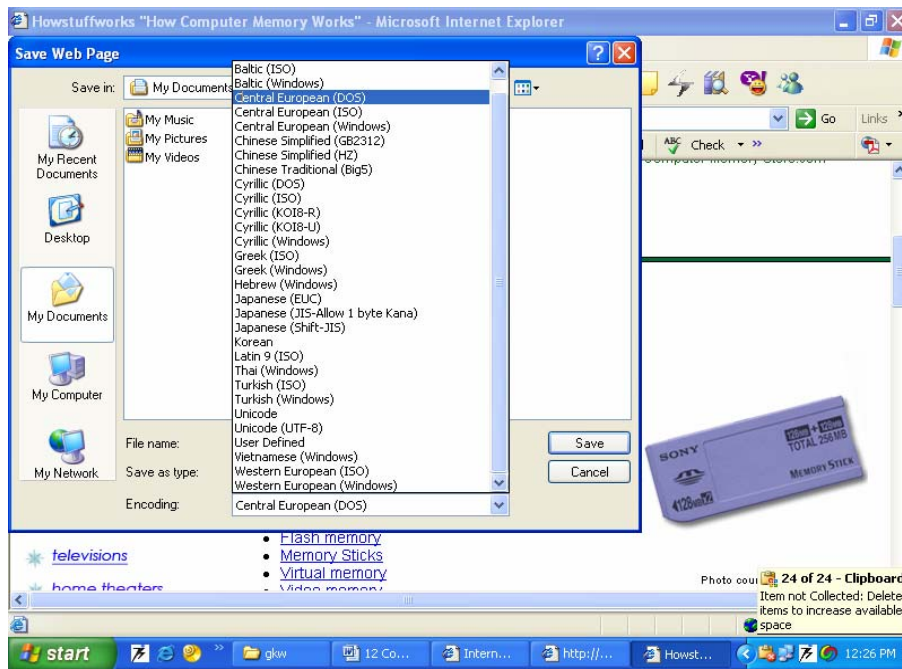 Howstuffworks "How Computer Memory Works" - Microsoft Internet Explorer
Save Web Page
Save in:
My Documents
My Music
My Pictures
My Videos
My Recent
Documents
Desktop
My Documents
My Computer
My Network
Baltic (ISO)
Baltic (Windows)
Central European (DOS)
Central European (ISO)
Central European (Windows)
Chinese Simplified (GB2312)
Chinese Simplified (HZ)
Chinese Traditional (Big5)
Cyrillic (DOS)
Cyrillic (ISO)
Cyrillic (KOI8-R)
Cyrillic (KOI8-U)
Cyrillic (Windows)
Greek (ISO)
Greek (Windows)
Hebrew (Windows)
Japanese (EUC)
Japanese (JIS-Allow 1 byte Kana)
Japanese (Shift-JIS)
Korean
Latin 9 (ISO)
Thai (Windows)
Turkish (ISO)
Turkish (Windows)
Unicode
Unicode (UTF-8)
User Defined
Vietnamese (Windows)
Western European (ISO)
Western European (Windows)
File name:
Save
Save as type:
Cancel
Encoding:
Central European (DOS)
Go
Links
ABC Check
SONY
128MB + 128MB
TOTAL 256MB
MEMORY STICK
televisions
home theaters
Flash memory
Memory Sticks
Virtual memory
Video memory
Photo cou
24 of 24 - Clipboard
Item not Collected: Delete
items to increase available
space
start
gkw
12 Co...
Intern...
http://...
Howst...
12:26 PM